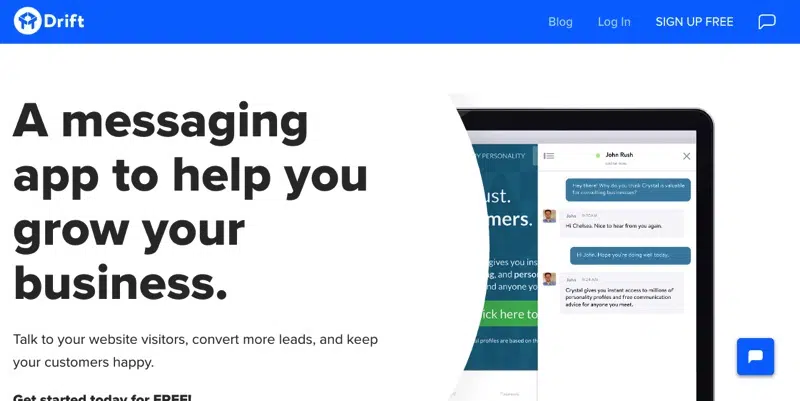 Drift
Blog
Log In
SIGN UP FREE
A messaging
app to help you
grow your
business.
Talk to your website visitors, convert more leads, and keep
your customers happy.
Get started today for FREE!
Y PERSONALITY
ust.
omers.
gives you ins
ng, and person
nd anyone you
ick here to
l profiles are based on
John Rush
Hey there! Why do you think Crystal is valuable
for consulting businesses?
John
Hi Chelsea. Nice to hear from you again.
Hi John. Hope you're doing well today.
John
Crystal gives you instant access to millions of
personality profiles and free communication
advice for anyone you meet.